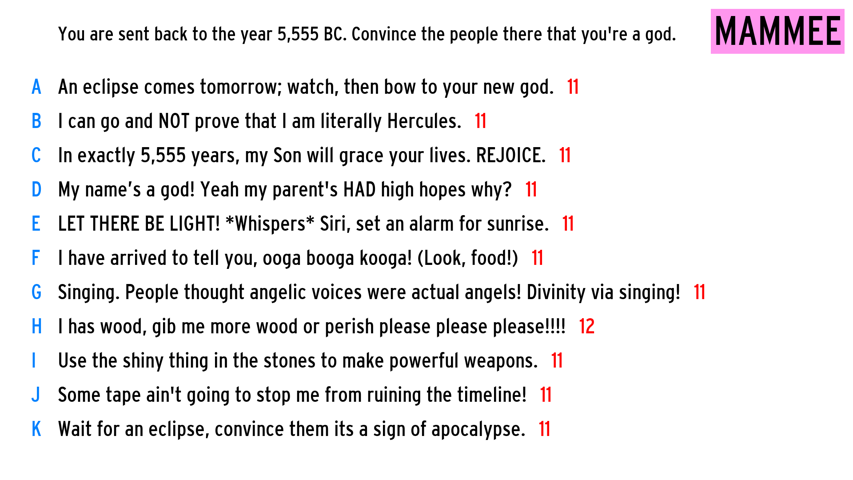 You are sent back to the year 5,555 BC. Convince the people there that you're a god. MAMMEE
A An eclipse comes tomorrow; watch, then bow to your new god. 11
B I can go and NOT prove that I am literally Hercules. 11
C In exactly 5,555 years, my Son will grace your lives. REJOICE. 11
D My name’s a god! Yeah my parent's HAD high hopes why? 11
E LET THERE BE LIGHT! *Whispers* Siri, set an alarm for sunrise. 11
F I have arrived to tell you, ooga booga kooga! (Look, food!) 11
G Singing. People thought angelic voices were actual angels! Divinity via singing! 11
H I has wood, gib me more wood or perish please please please!!!! 12
I Use the shiny thing in the stones to make powerful weapons. 11
J Some tape ain't going to stop me from ruining the timeline! 11
K Wait for an eclipse, convince them its a sign of apocalypse. 11